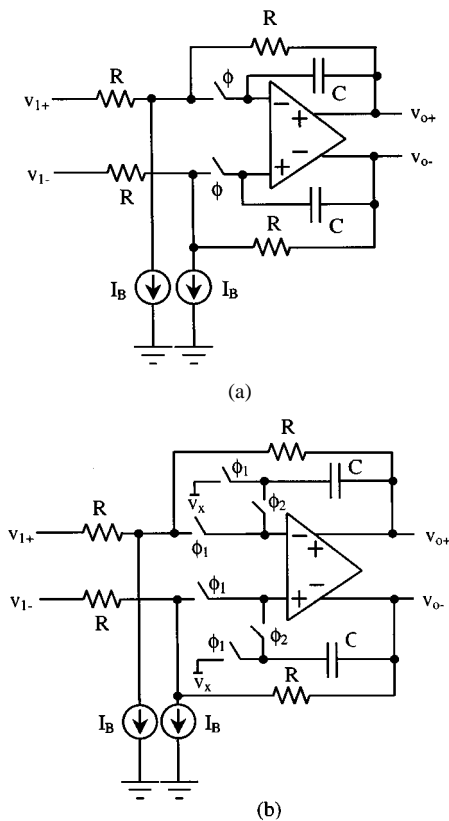 R
R
ϕ
C
v1+
vo+
v1-
vo-
R
ϕ
C
R
IB
IB
(a)
R
ϕ1
C
R
vx
ϕ2
v1+
vo+
ϕ1
ϕ1
v1-
vo-
R
ϕ2
ϕ1
C
vx
R
IB
IB
(b)